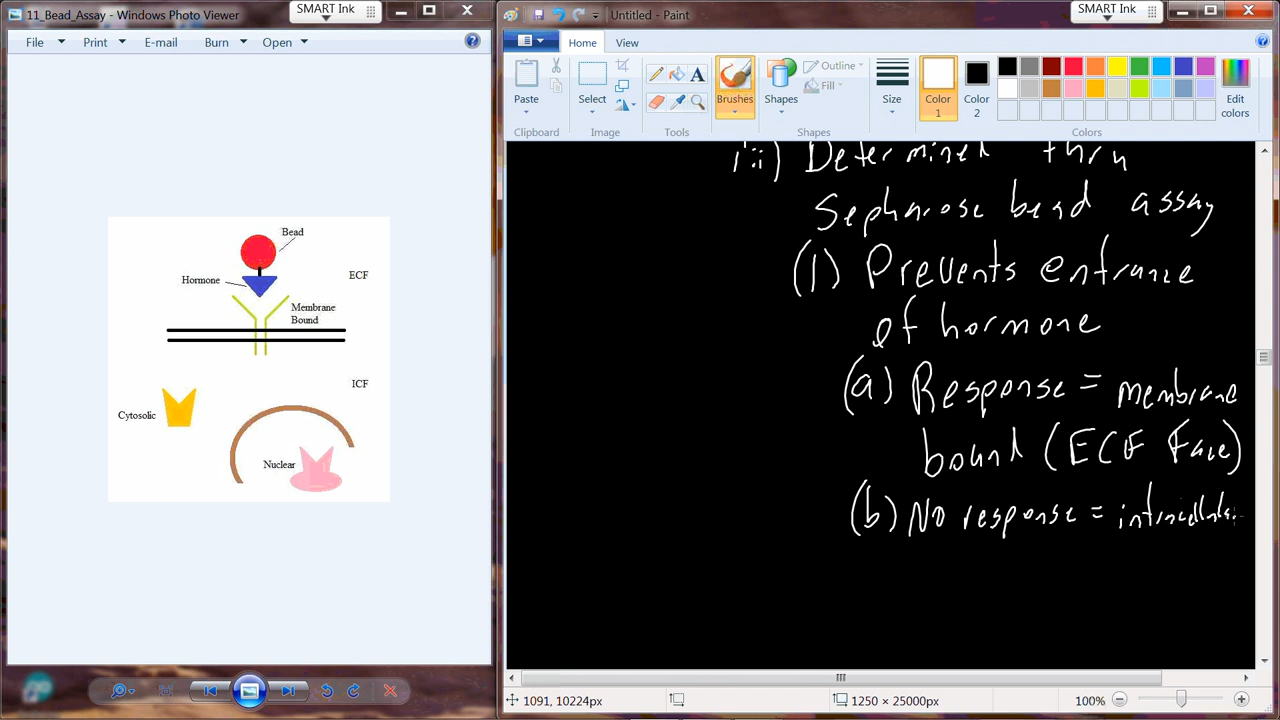 11_Bead_Assay - Windows Photo Viewer
SMART Ink
File Print E-mail Burn Open
Bead
Hormone
ECF
Membrane
Bound
ICF
Cytosolic
Nuclear
Untitled - Paint
SMART Ink
Home View
Paste
Select
Brushes
Shapes
Outline
Fill
Size
Color
1
Color
2
Edit
colors
Clipboard Image Tools Shapes Colors
iii) Determined thru
Sepharose bead assay
(1) Prevents entrance
of hormone
(a) Response = membrane
bound (ECF Face)
(b) No response =
1091, 10224px
1250 × 25000px
100%